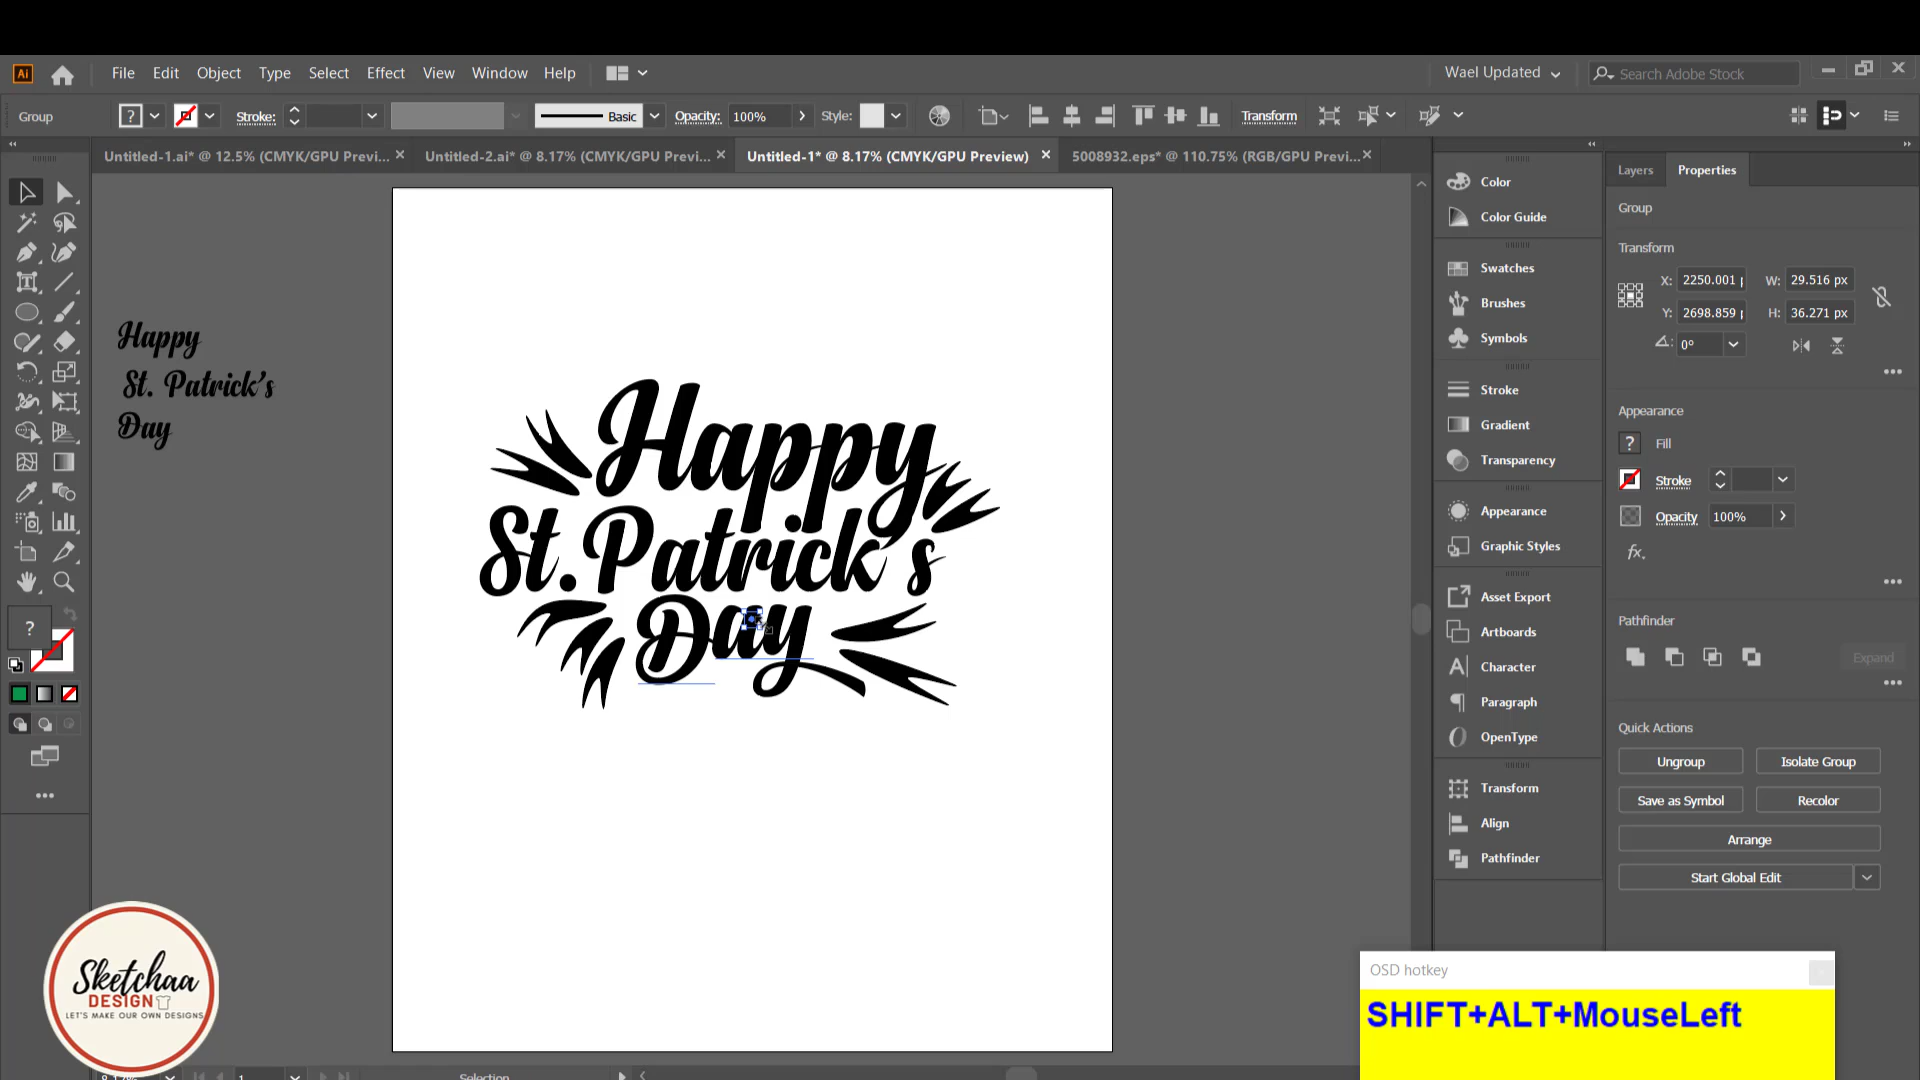 Ai File Edit Object Type Select Effect View Window Help Wael Updated Search Adobe Stock
Group ? Stroke: Basic Opacity: 100% Style: Transform
Untitled-1.ai* @ 12.5% (CMYK/GPU Previ... Untitled-2.ai* @ 8.17% (CMYK/GPU Previ... Untitled-1* @ 8.17% (CMYK/GPU Preview) 5008932.eps* @ 110.75% (RGB/GPU Previ...
Happy
St. Patrick's
Day
Happy
St. Patrick's
Day
?
Color
Color Guide
Swatches
Brushes
Symbols
Stroke
Gradient
Transparency
Appearance
Graphic Styles
Asset Export
Artboards
Character
Paragraph
OpenType
Transform
Align
Pathfinder
Layers Properties
Group
Transform
X: 2250.001 W: 29.516 px
Y: 2698.859 H: 36.271 px
0°
Appearance
? Fill
Stroke
Opacity 100%
fx.
Pathfinder
Expand
Quick Actions
Ungroup Isolate Group
Save as Symbol Recolor
Arrange
Start Global Edit
Sketchaa
DESIGN
LET'S MAKE OUR OWN DESIGNS
OSD hotkey
SHIFT+ALT+MouseLeft
8.17% 1 Selection